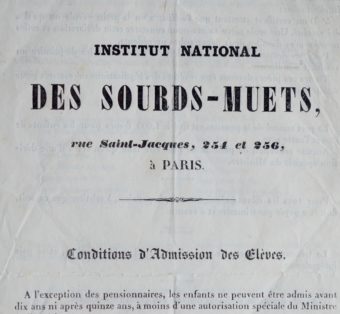 INSTITUT NATIONAL
DES SOURDS-MUETS,
rue Saint-Jacques, 254 et 256,
à PARIS.
Conditions d'Admission des Elèves.
A l'exception des pensionnaires, les enfants ne peuvent être admis avant
dix ans ni après quinze ans, à moins d'une autorisation spéciale du Ministre